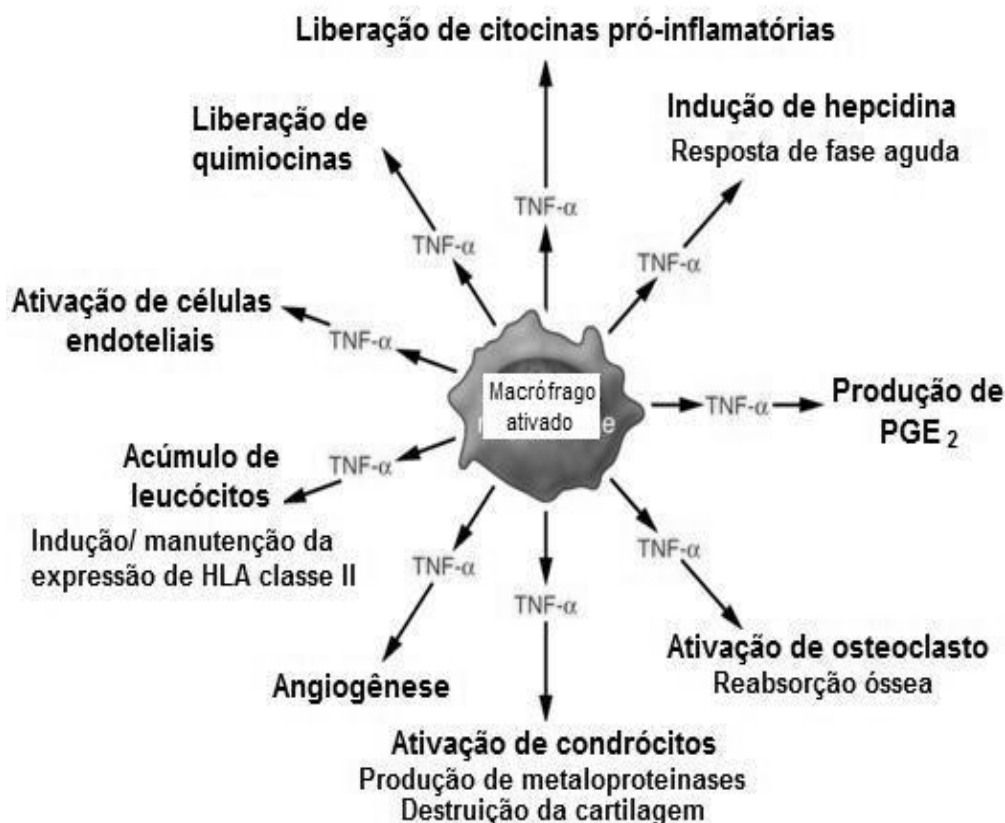 Liberação de citocinas pró-inflamatórias
Indução de hepcidina
Resposta de fase aguda
Liberação de
quimiocinas
TNF-α
TNF-α
TNF-α
Ativação de células
endoteliais
TNF-α
Macrófrago
ativado
TNF-α
Produção de
PGE 2
Acúmulo de
leucócitos
TNF-α
Indução/ manutenção da
expressão de HLA classe II
TNF-α
TNF-α
TNF-α
Angiogênese
Ativação de osteoclasto
Reabsorção óssea
Ativação de condrócitos
Produção de metaloproteinases
Destruição da cartilagem